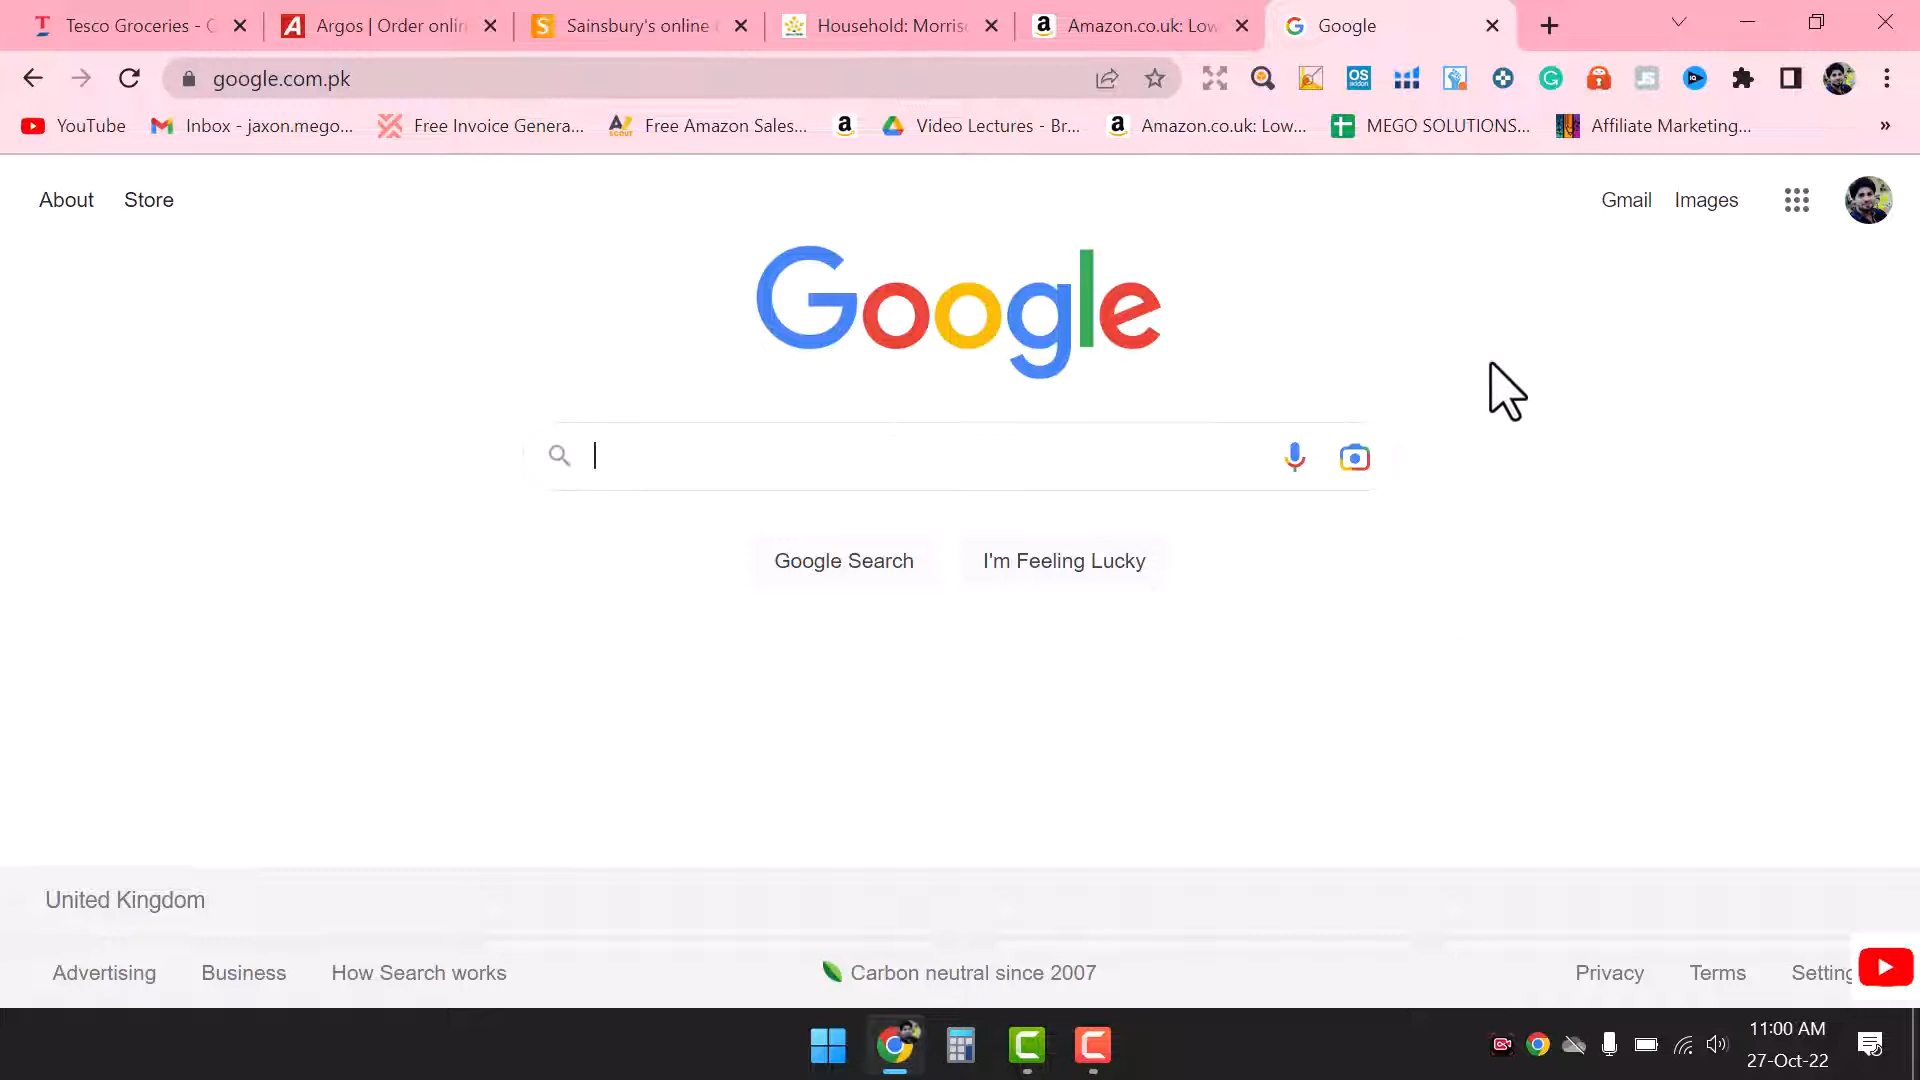 Tesco Groceries - 
Argos | Order onlin
Sainsbury's online
Household: Morris
Amazon.co.uk: Low
Google
google.com.pk
YouTube
Inbox - jaxon.mego...
Free Invoice Genera...
Free Amazon Sales...
Video Lectures - Br...
Amazon.co.uk: Low...
MEGO SOLUTIONS...
Affiliate Marketing...
»
About
Store
Gmail
Images
Google
Google Search
I'm Feeling Lucky
United Kingdom
Advertising
Business
How Search works
Carbon neutral since 2007
Privacy
Terms
Setting
11:00 AM
27-Oct-22